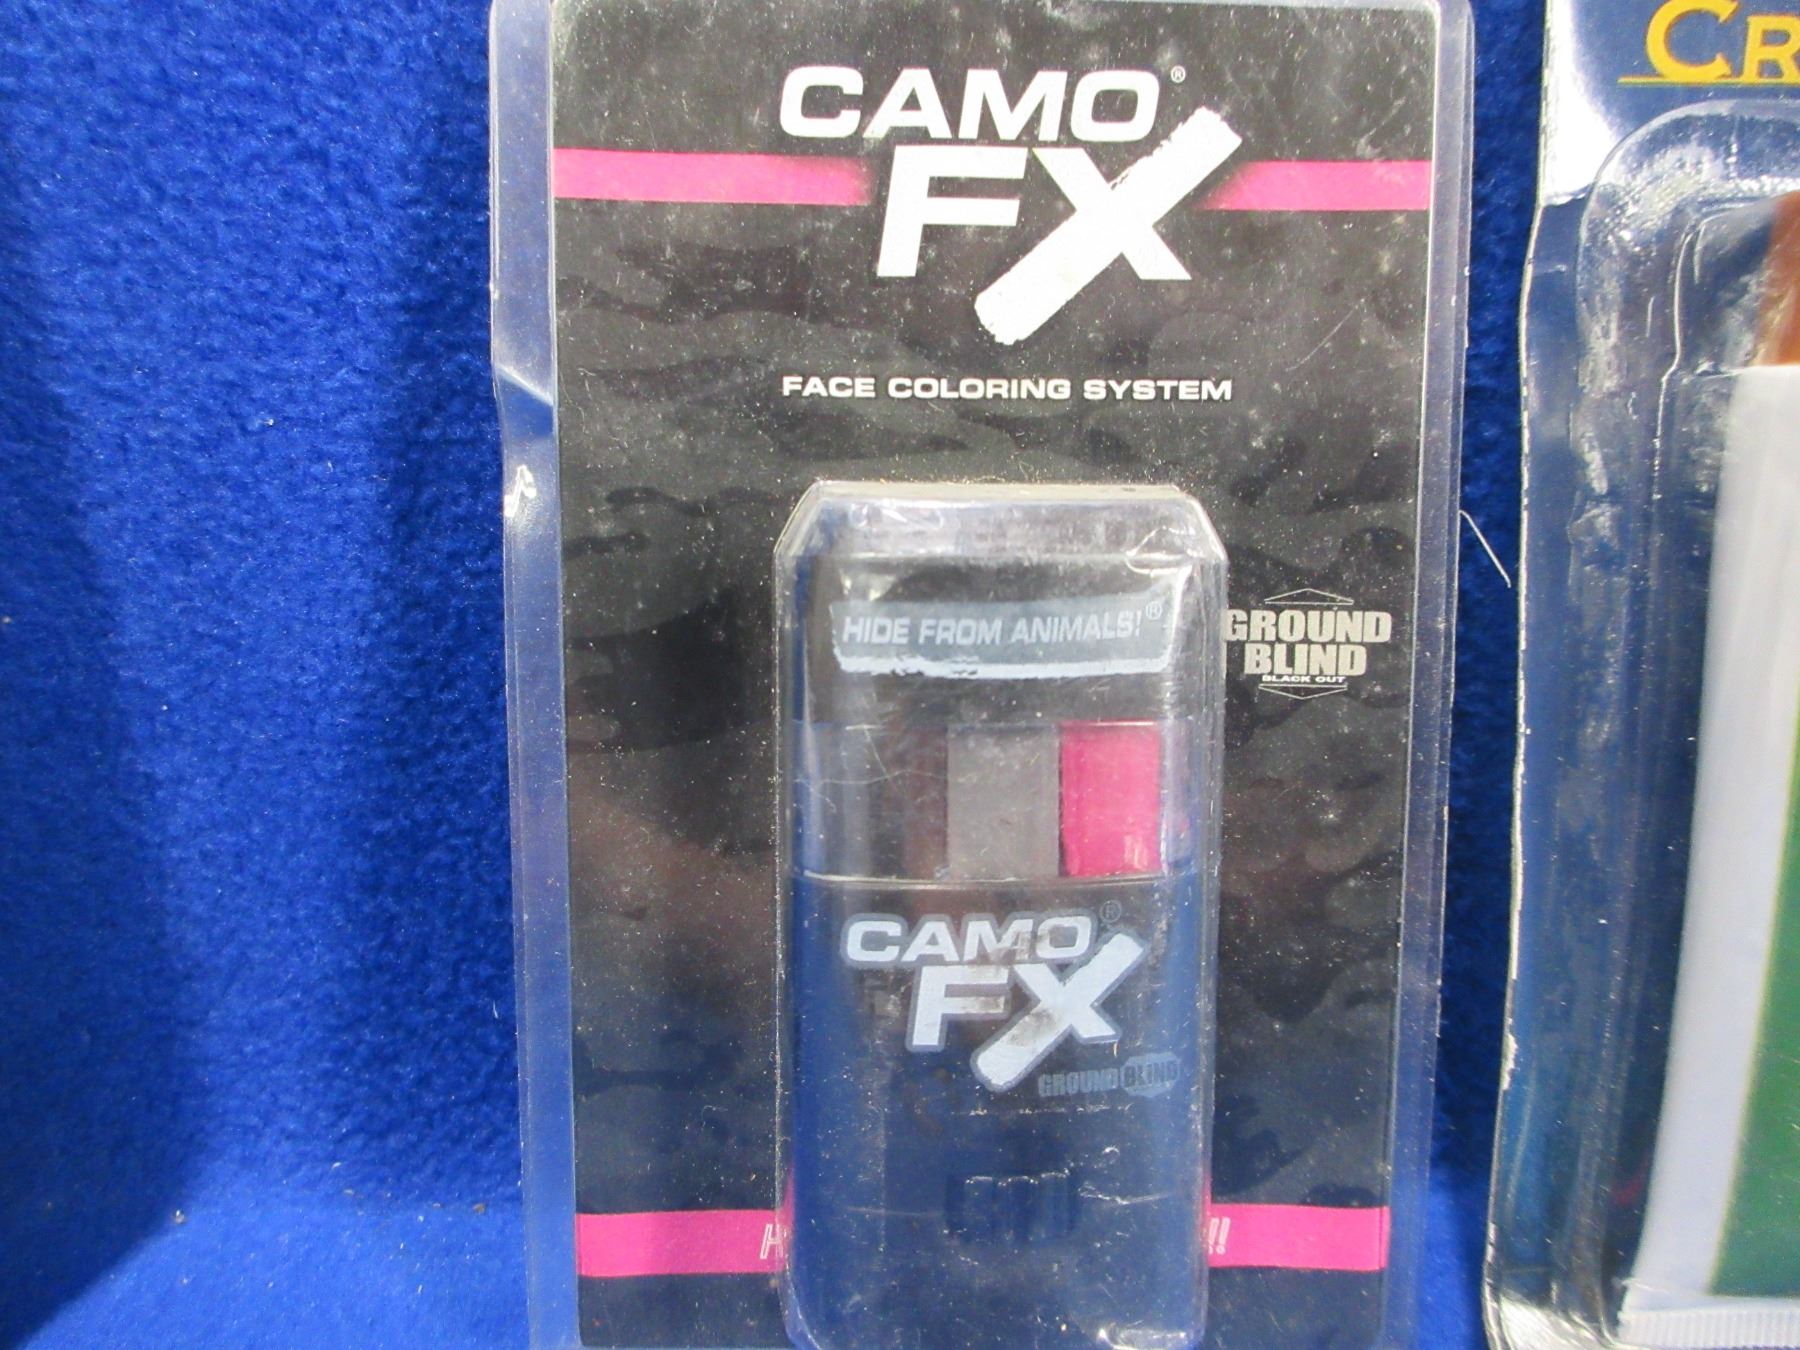 CAMO®
FX
FACE COLORING SYSTEM
HIDE FROM ANIMALS!®
GROUND
BLIND
BLACK OUT
CAMO®
FX
GROUND BLIND